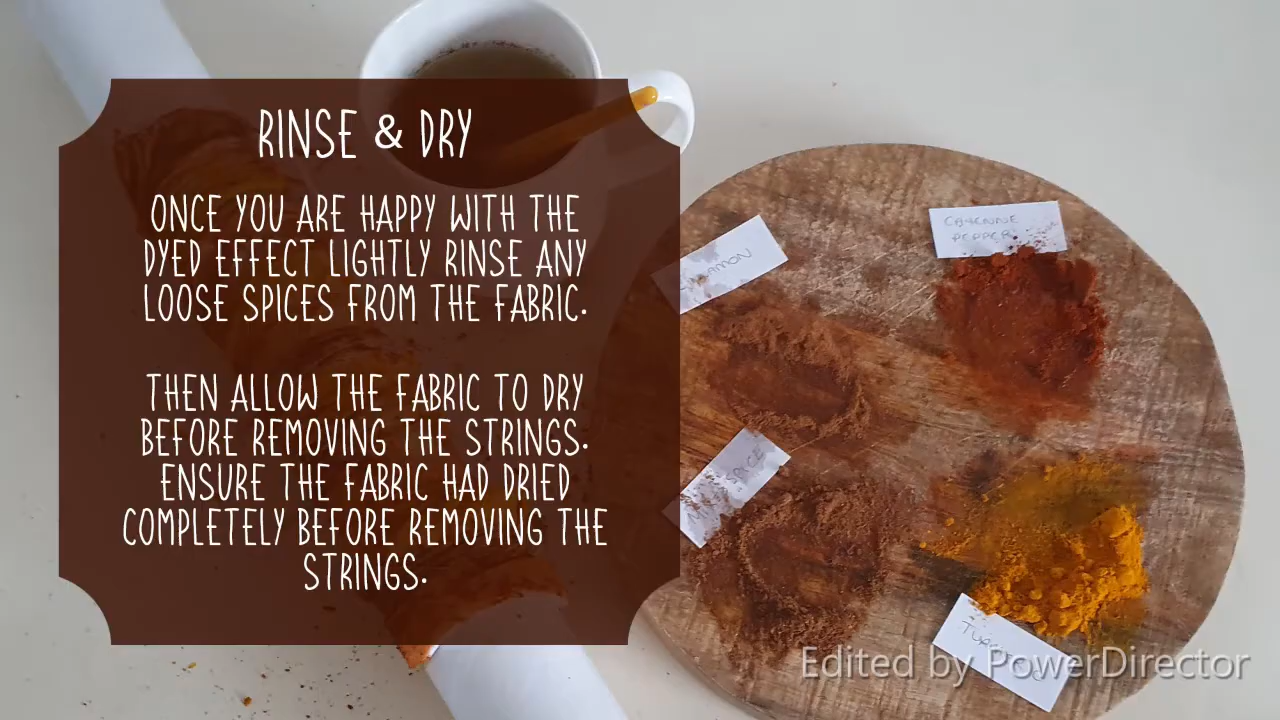 RINSE & DRY
ONCE YOU ARE HAPPY WITH THE
DYED EFFECT LIGHTLY RINSE ANY
LOOSE SPICES FROM THE FABRIC.
THEN ALLOW THE FABRIC TO DRY
BEFORE REMOVING THE STRINGS.
ENSURE THE FABRIC HAD DRIED
COMPLETELY BEFORE REMOVING THE
STRINGS.
CAYENNE
PEPPER
Edited by PowerDirector